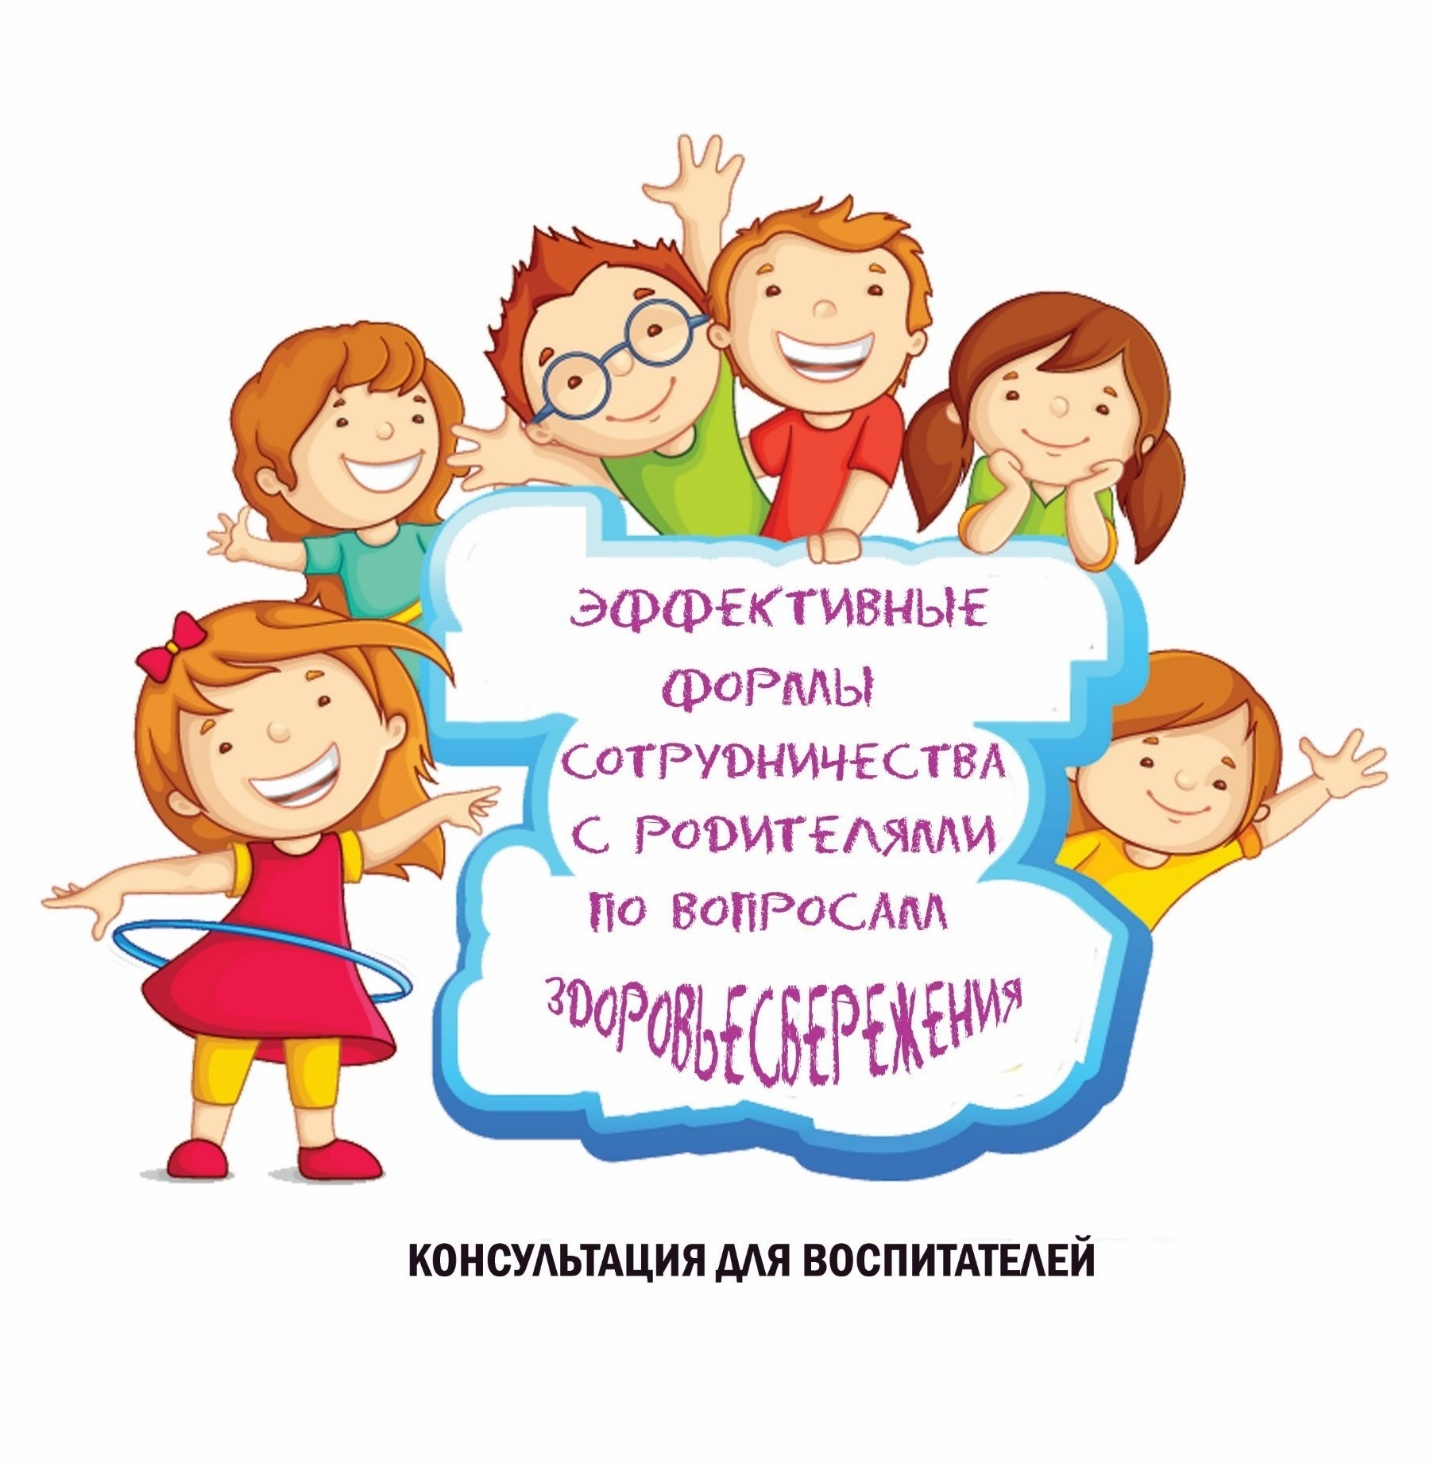 ЭФФЕКТИВНЫЕ
ФОРМЫ
СОТРУДНИЧЕСТВА
С РОДИТЕЛЯМИ
ПО ВОПРОСАМ
ЗДОРОВЬЕСБЕРЕЖЕНИЯ
КОНСУЛЬТАЦИЯ ДЛЯ ВОСПИТАТЕЛЕЙ